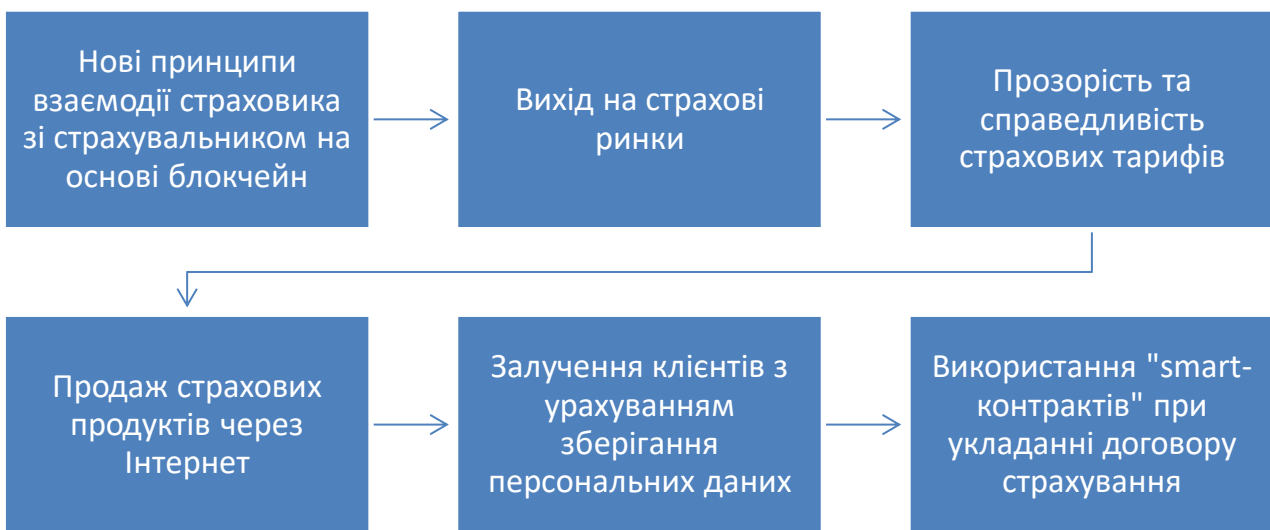 Нові принципи
взаємодії страховика
зі страхувальником на
основі блокчейн
Вихід на страхові
ринки
Прозорість та
справедливість
страхових тарифів
Продаж страхових
продуктів через
Інтернет
Залучення клієнтів з
урахуванням
зберігання
персональних даних
Використання "smart-
контрактів" при
укладанні договору
страхування